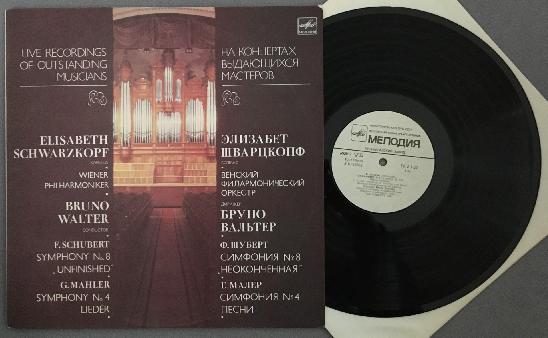 LIVE RECORDINGS
OF OUTSTANDING
MUSICIANS
ELISABETH
SCHWARZKOPF
SOPRANO
WIENER
PHILHARMONIKER
BRUNO
WALTER
CONDUCTOR
F. SCHUBERT
SYMPHONY No. 8
„UNFINISHED"
G. MAHLER
SYMPHONY No. 4
LIEDER
НА КОНЦЕРТАХ
ВЫДАЮЩИХСЯ
МАСТЕРОВ
ЭЛИЗАБЕТ
ШВАРЦКОПФ
СОПРАНО
ВЕНСКИЙ
ФИЛАРМОНИЧЕСКИЙ
ОРКЕСТР
ДИРИЖЕР
БРУНО
ВАЛЬТЕР
Ф. ШУБЕРТ
СИМФОНИЯ № 8
„НЕОКОНЧЕННАЯ"
Г. МАЛЕР
СИМФОНИЯ № 4
ПЕСНИ
МЕЛОДИЯ